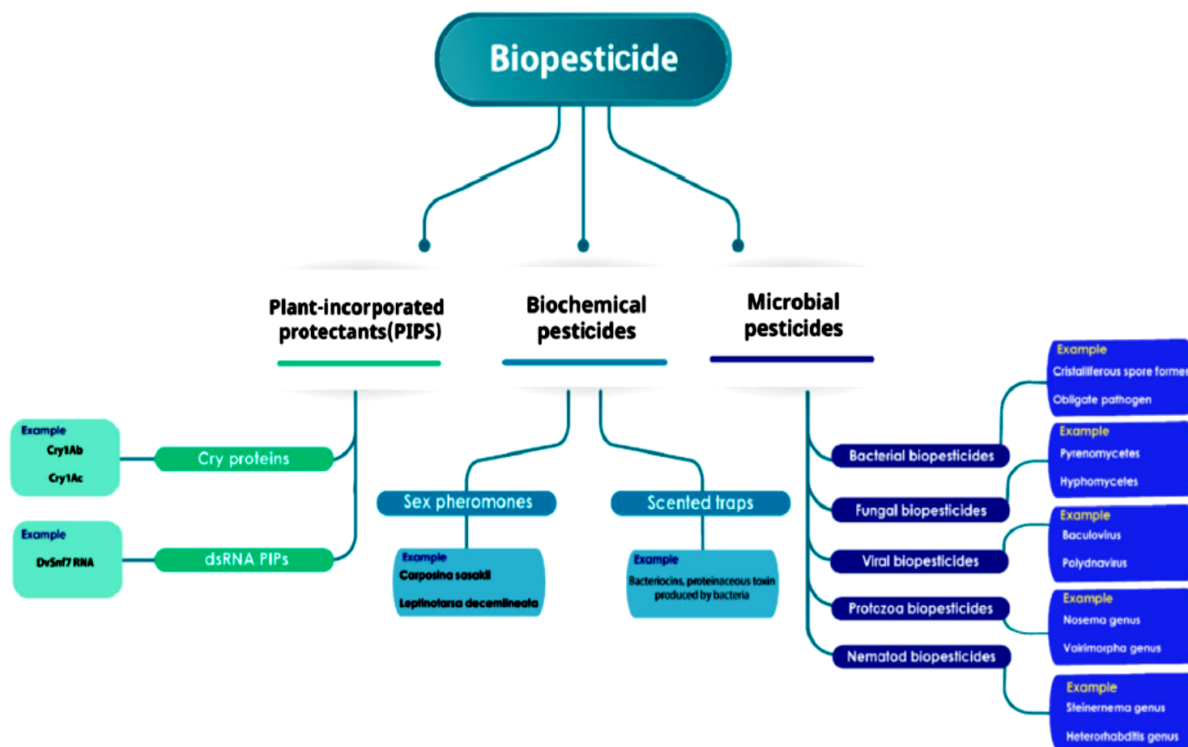 Biopesticide
Plant-incorporated
protectants(PIPS)
Biochemical
pesticides
Microbial
pesticides
Example
Cry1Ab
Cry1Ac
Cry proteins
Example
DvSnf7 RNA
dsRNA PIPs
Sex pheromones
Example
Carposina sasakii
Leptinotarsa decemlineata
Scented traps
Example
Bacteriocins, proteinaceous toxin
produced by bacteria
Bacterial biopesticides
Example
Cristalliferous spore former
Obligate pathogen
Fungal biopesticides
Example
Pyrenomycetes
Hyphomycetes
Viral biopesticides
Example
Baculovirus
Polydnavirus
Protozoa biopesticides
Example
Nosema genus
Vairimorpha genus
Nematod biopesticides
Example
Steinernema genus
Heterorhabditis genus